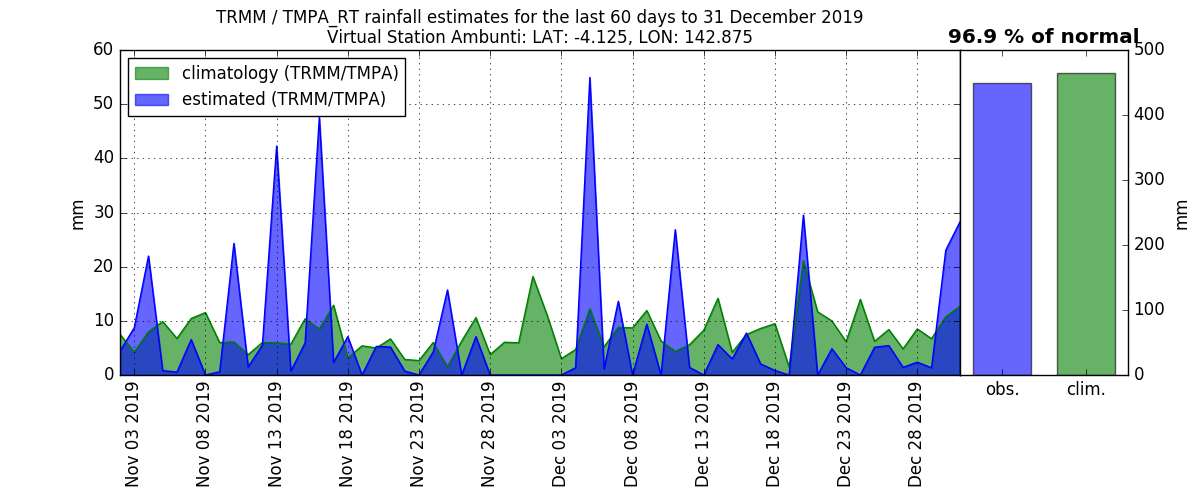 TRMM / TMPA_RT rainfall estimates for the last 60 days to 31 December 2019
Virtual Station Ambunti: LAT: -4.125, LON: 142.875
96.9 % of normal
climatology (TRMM/TMPA)
estimated (TRMM/TMPA)
60
50
40
30
20
10
0
mm
Nov 03 2019
Nov 08 2019
Nov 13 2019
Nov 18 2019
Nov 23 2019
Nov 28 2019
Dec 03 2019
Dec 08 2019
Dec 13 2019
Dec 18 2019
Dec 23 2019
Dec 28 2019
500
400
300
200
100
0
mm
obs.
clim.